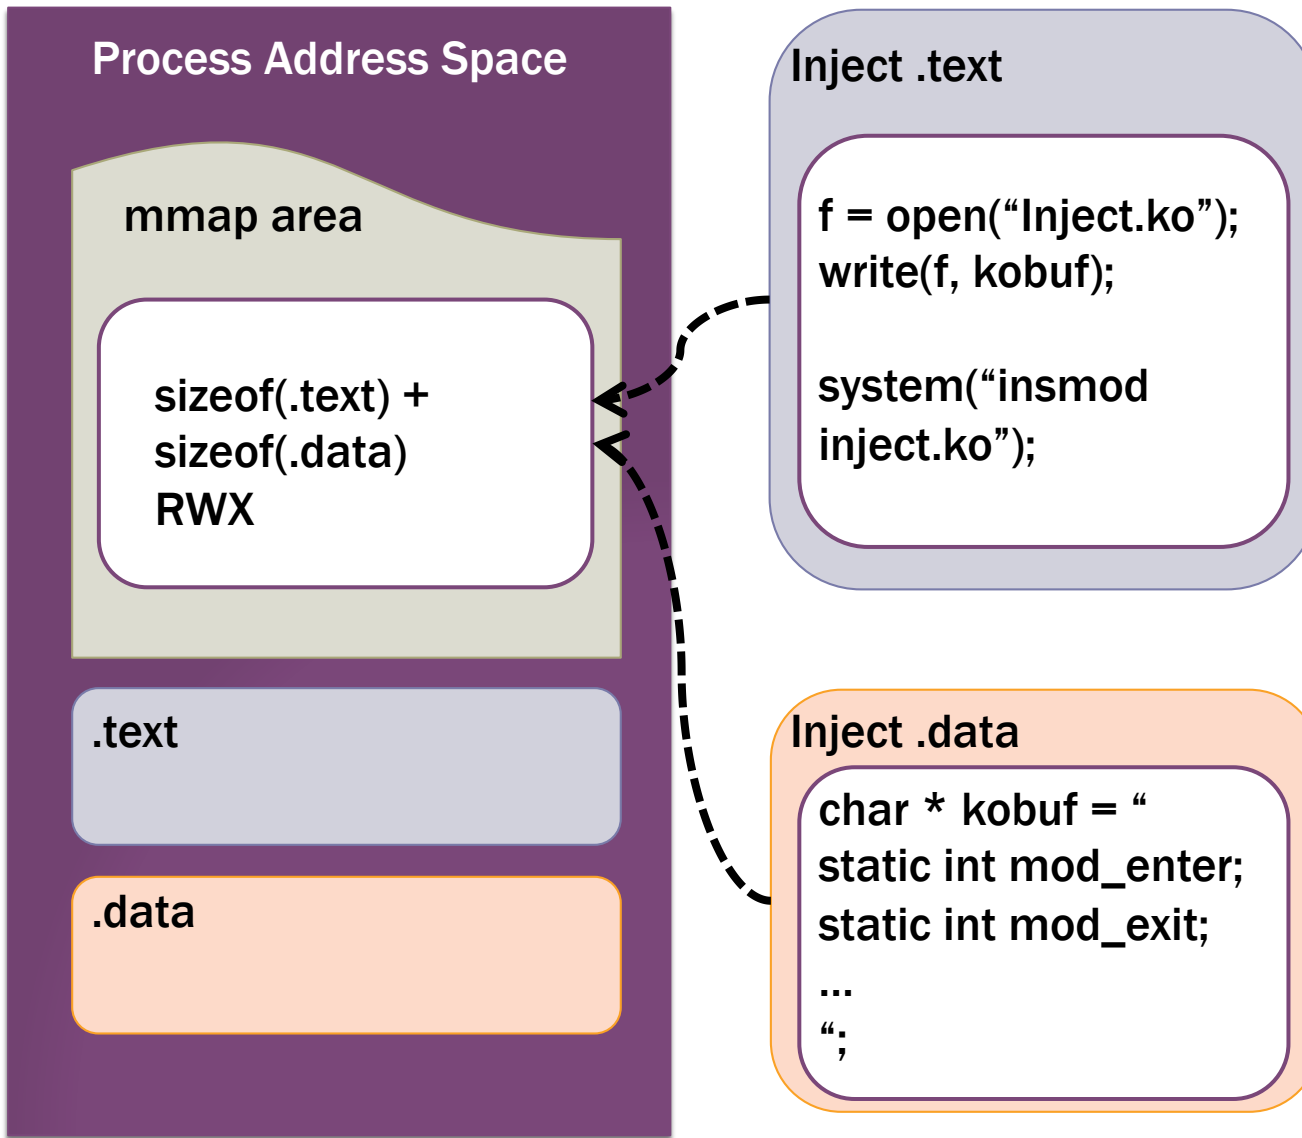 Process Address Space
mmap area
sizeof(.text) +
sizeof(.data)
RWX
.text
.data
Inject .text
f = open(“Inject.ko”);
write(f, kobuf);
system(“insmod
inject.ko”);
Inject .data
char * kobuf = “
static int mod_enter;
static int mod_exit;
...
“;